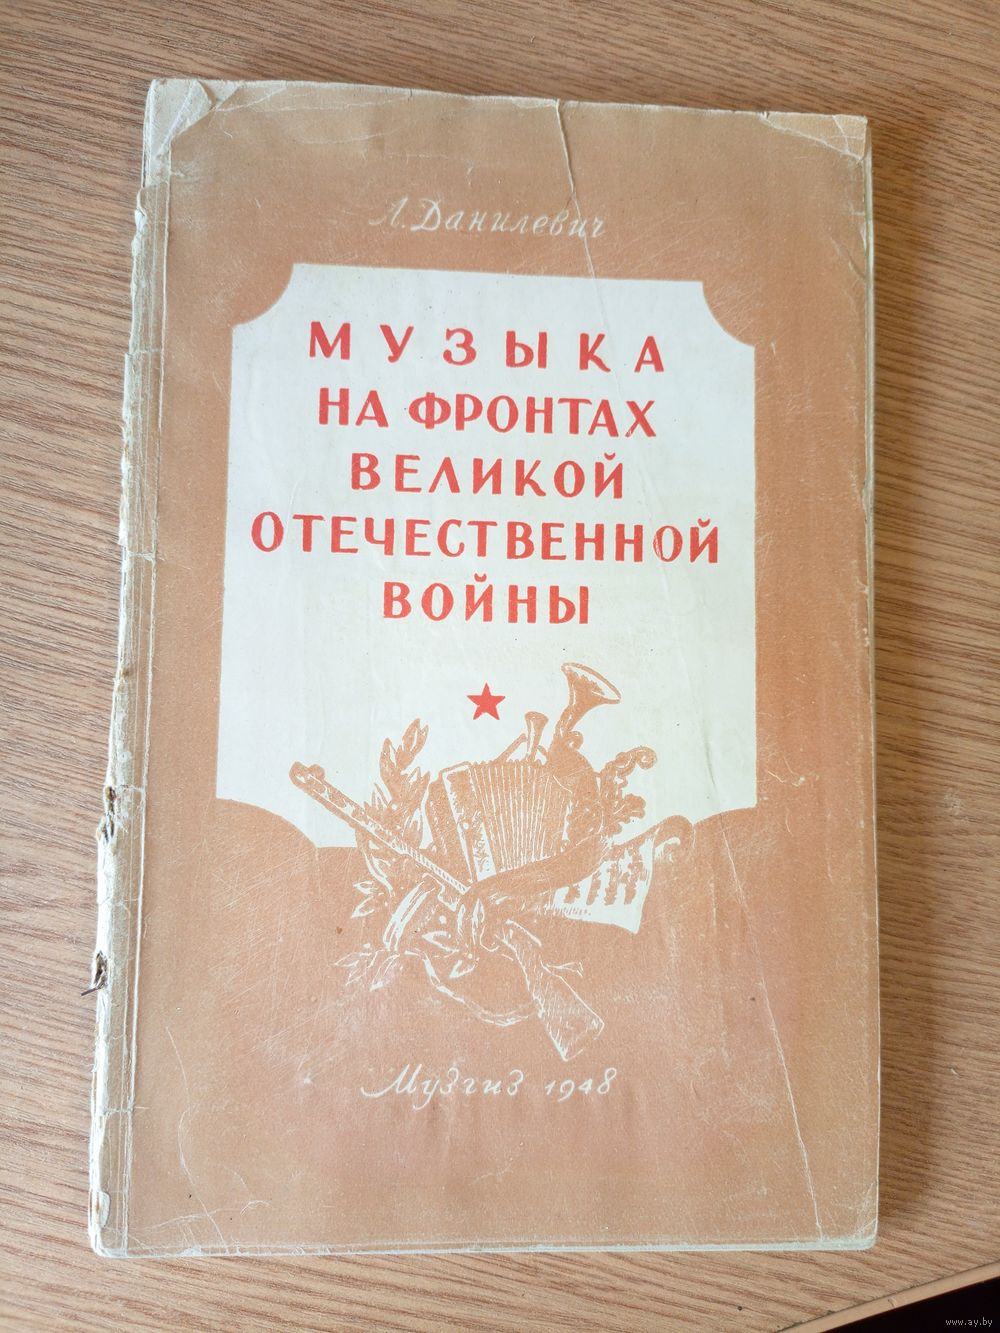 Л. Данилевич
МУЗЫКА
НА ФРОНТАХ
ВЕЛИКОЙ
ОТЕЧЕСТВЕННОЙ
ВОЙНЫ
Музгиз 1948
www.ay.by